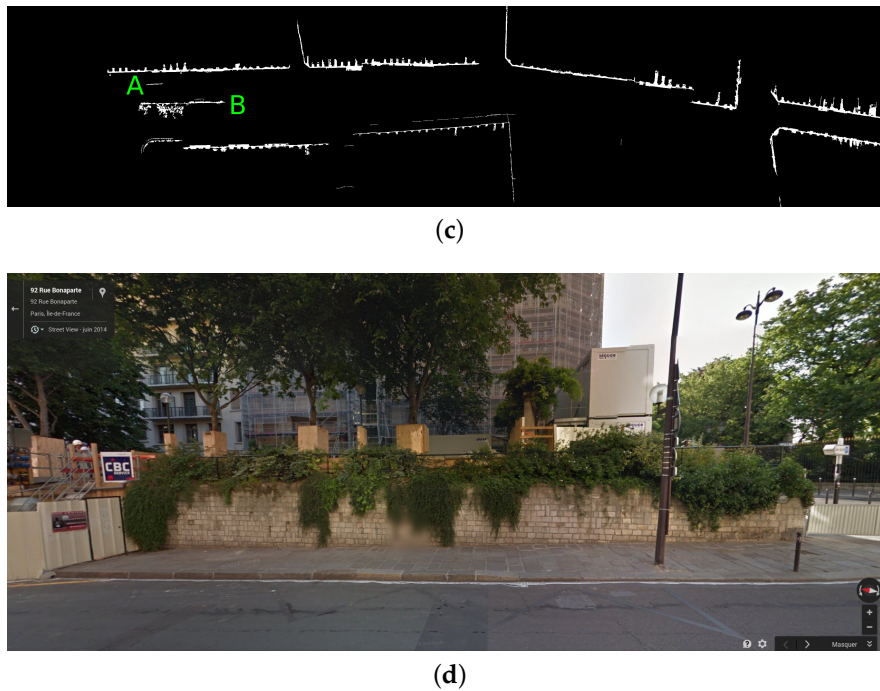 A
B
(c)
92 Rue Bonaparte
92 Rue Bonaparte
Paris, Île-de-France
Street View - juin 2014
CBC
Masquer
(d)